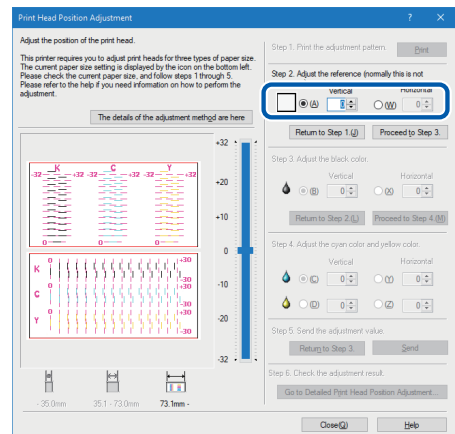 Print Head Position Adjustment
Adjust the position of the print head.
This printer requires you to adjust print heads for three types of paper size.
The current paper size setting is displayed by the icon on the bottom left.
Please check the current paper size, and follow steps 1 through 5.
Please refer to the help if you need information on how to perform the
adjustment.
The details of the adjustment method are here
K C Y
-32 +32 -32 +32 -32 +32
0 0 0
K 0 +30
-30
C 0 +30
-30
Y 0 +30
-30
+32
+20
+10
0
-10
-20
-32
- 35.0mm 35.1 - 73.0mm 73.1mm -
Step 1. Print the adjustment pattern. Print
Step 2. Adjust the reference (normally this is not
Vertical Horizontal
(A) 0 (W) 0
Return to Step 1.(J) Proceed to Step 3.
Step 3. Adjust the black color.
Vertical Horizontal
(B) 0 (X) 0
Return to Step 2.(L) Proceed to Step 4.(M)
Step 4. Adjust the cyan color and yellow color.
Vertical Horizontal
(C) 0 (Y) 0
(D) 0 (Z) 0
Step 5. Send the adjustment value.
Return to Step 3. Send
Step 6. Check the adjustment result.
Go to Detailed Print Head Position Adjustment...
Close(Q) Help